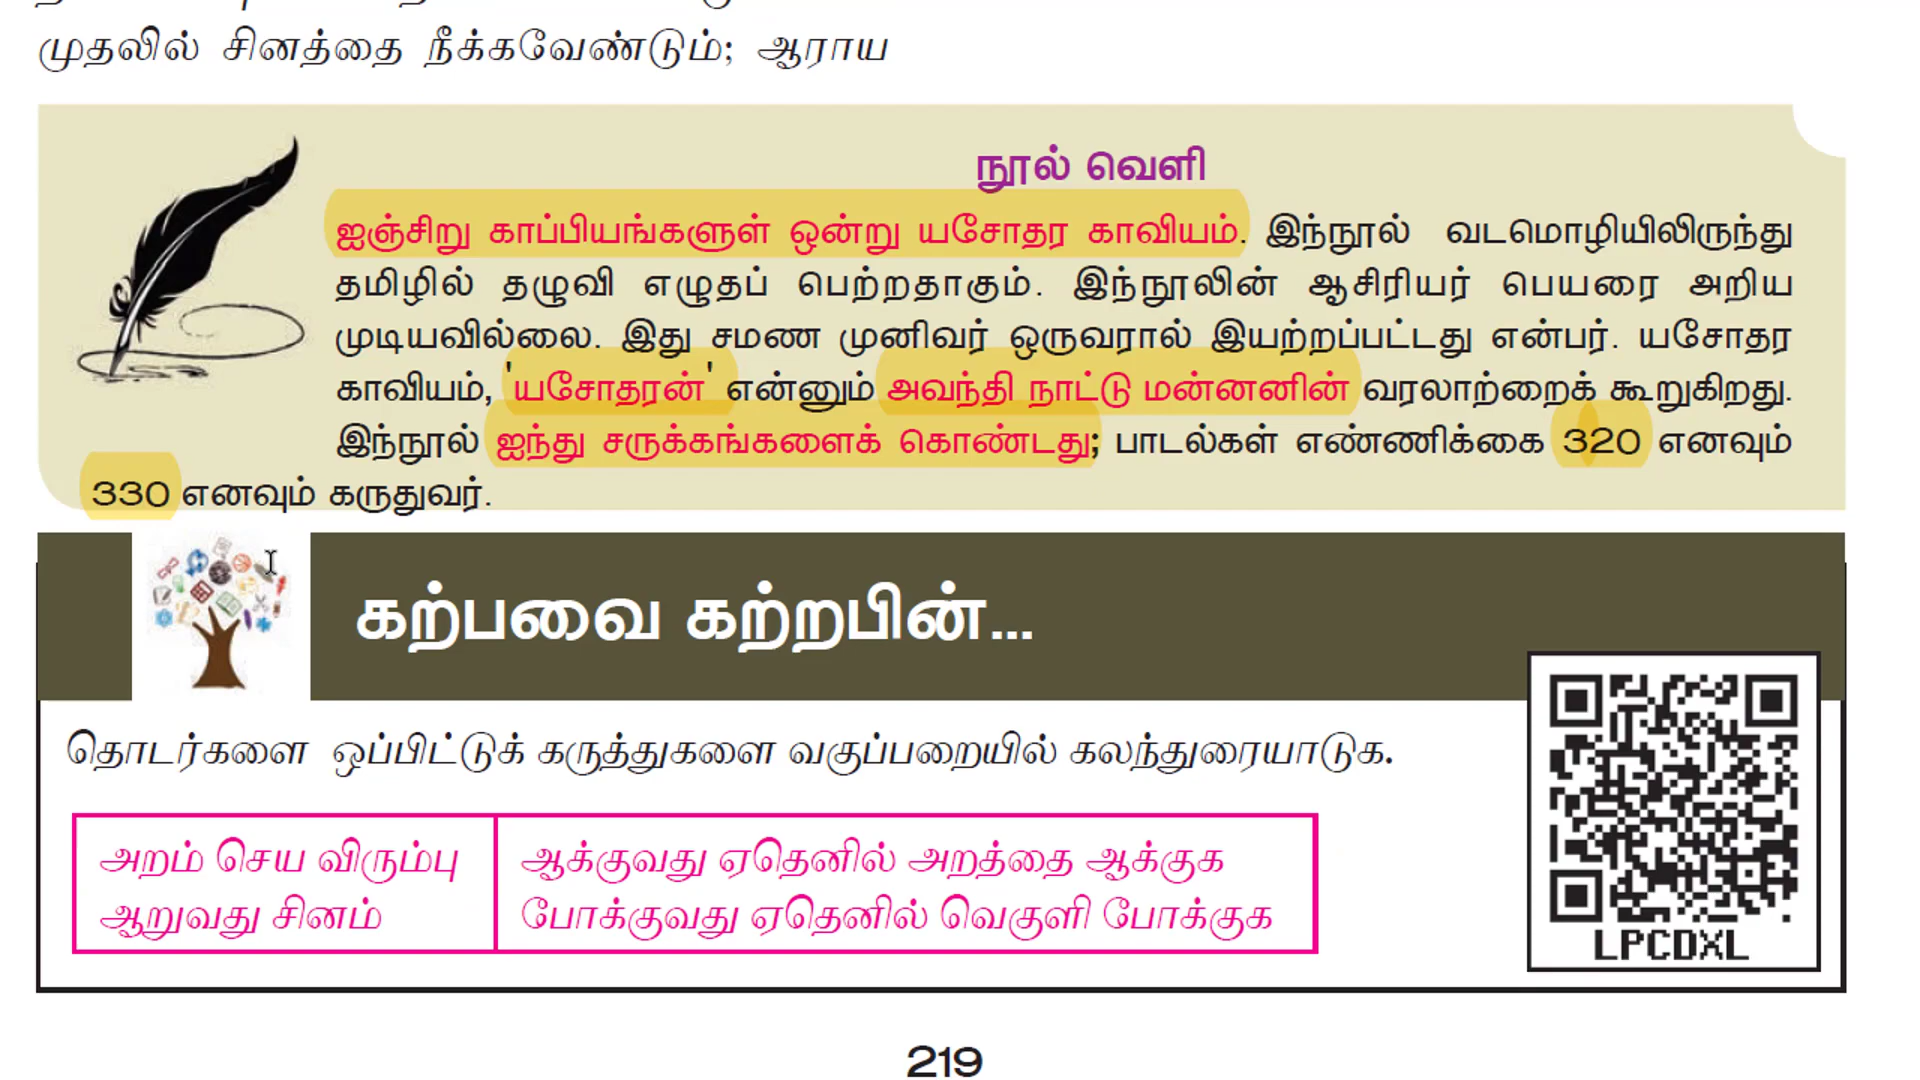 முதலில் சினத்தை நீக்கவேண்டும்; ஆராய
நூல் வெளி
ஐஞ்சிறு காப்பியங்களுள் ஒன்று யசோதர காவியம். இந்நூல் வடமொழியிலிருந்து
தமிழில் தழுவி எழுதப் பெற்றதாகும். இந்நூலின் ஆசிரியர் பெயரை அறிய
முடியவில்லை. இது சமண முனிவர் ஒருவரால் இயற்றப்பட்டது என்பர். யசோதர
காவியம், 'யசோதரன்' என்னும் அவந்தி நாட்டு மன்னனின் வரலாற்றைக் கூறுகிறது.
இந்நூல் ஐந்து சருக்கங்களைக் கொண்டது; பாடல்கள் எண்ணிக்கை 320 எனவும்
330 எனவும் கருதுவர்.
கற்பவை கற்றபின்...
தொடர்களை ஒப்பிட்டுக் கருத்துகளை வகுப்பறையில் கலந்துரையாடுக.
அறம் செய விரும்பு
ஆறுவது சினம்
ஆக்குவது ஏதெனில் அறத்தை ஆக்குக
போக்குவது ஏதெனில் வெகுளி போக்குக
LPCDXL
219